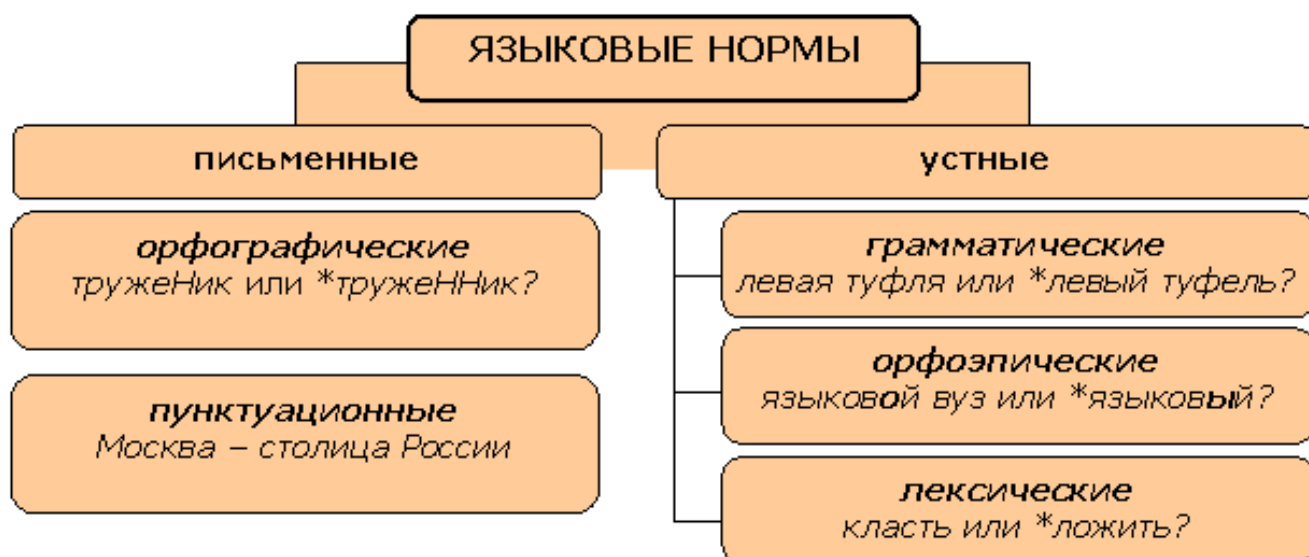 ЯЗЫКОВЫЕ НОРМЫ
письменные
орфографические
тружеНик или *тружеННик?
пунктуационные
Москва – столица России
устные
грамматические
левая туфля или *левый туфель?
орфоэпические
языковой вуз или *языковый?
лексические
класть или *ложить?